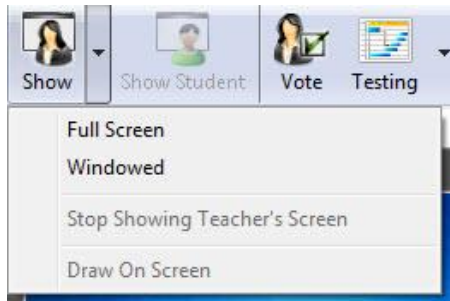 Show Show Student Vote Testing
Full Screen
Windowed
Stop Showing Teacher's Screen
Draw On Screen